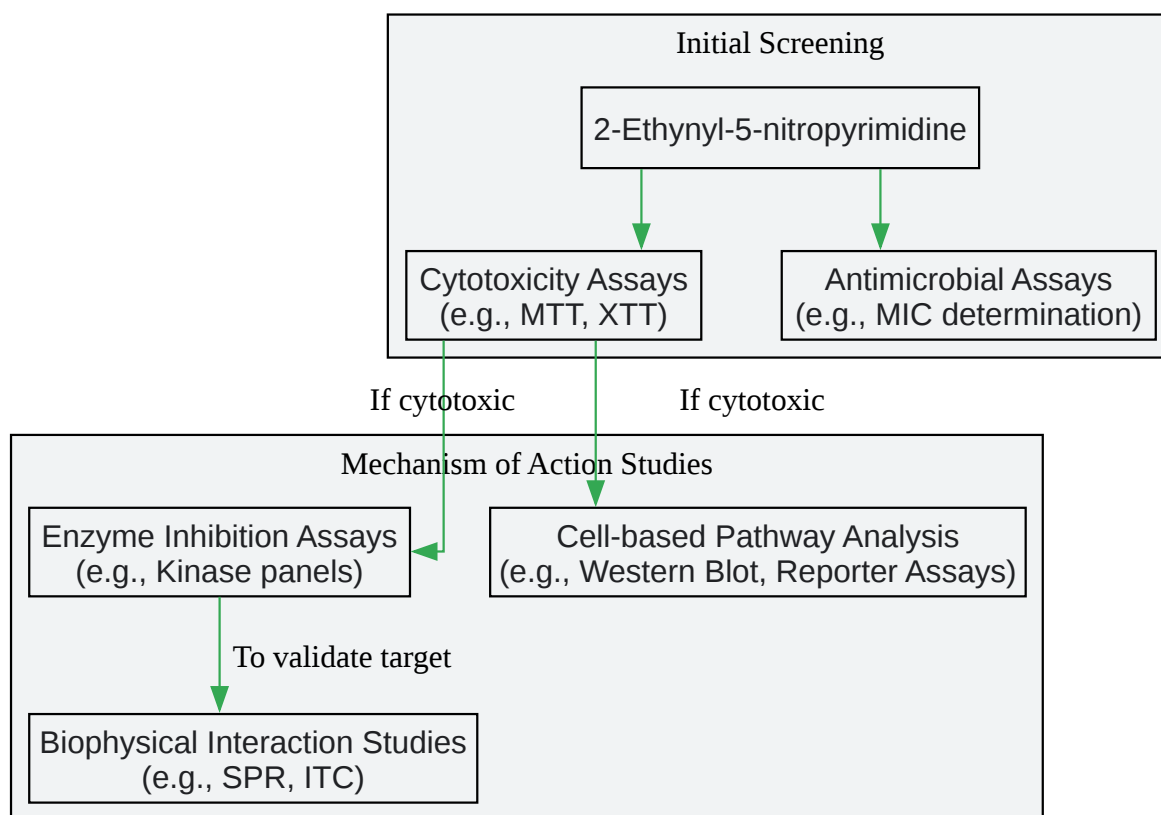 Initial Screening
2-Ethynyl-5-nitropyrimidine
Cytotoxicity Assays
(e.g., MTT, XTT)
Antimicrobial Assays
(e.g., MIC determination)
If cytotoxic
If cytotoxic
Mechanism of Action Studies
Enzyme Inhibition Assays
(e.g., Kinase panels)
Cell-based Pathway Analysis
(e.g., Western Blot, Reporter Assays)
To validate target
Biophysical Interaction Studies
(e.g., SPR, ITC)